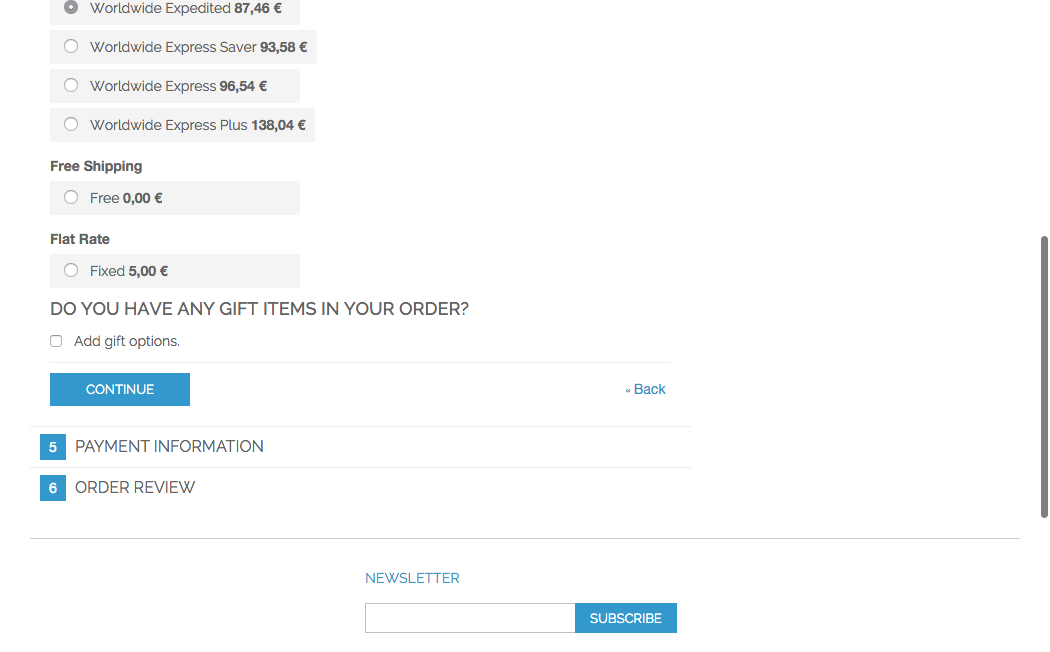 Worldwide Expedited 87,46 €
Worldwide Express Saver 93,58 €
Worldwide Express 96,54 €
Worldwide Express Plus 138,04 €
Free Shipping
Free 0,00 €
Flat Rate
Fixed 5,00 €
DO YOU HAVE ANY GIFT ITEMS IN YOUR ORDER?
Add gift options.
CONTINUE
« Back
5 PAYMENT INFORMATION
6 ORDER REVIEW
NEWSLETTER
SUBSCRIBE